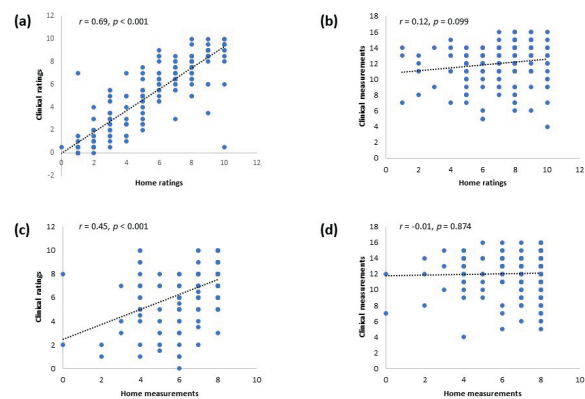 (a)
r = 0.69, p < 0.001
12
10
8
6
4
2
0
-2
0 2 4 6 8 10 12
Clinical ratings
Home ratings
(b)
r = 0.12, p = 0.099
18
16
14
12
10
8
6
4
2
0
0 2 4 6 8 10 12
Clinical measurements
Home ratings
(c)
r = 0.45, p < 0.001
12
10
8
6
4
2
0
0 2 4 6 8 10
Clinical ratings
Home measurements
(d)
r = -0.01, p = 0.874
18
16
14
12
10
8
6
4
2
0
0 2 4 6 8 10
Clinical measurements
Home measurements